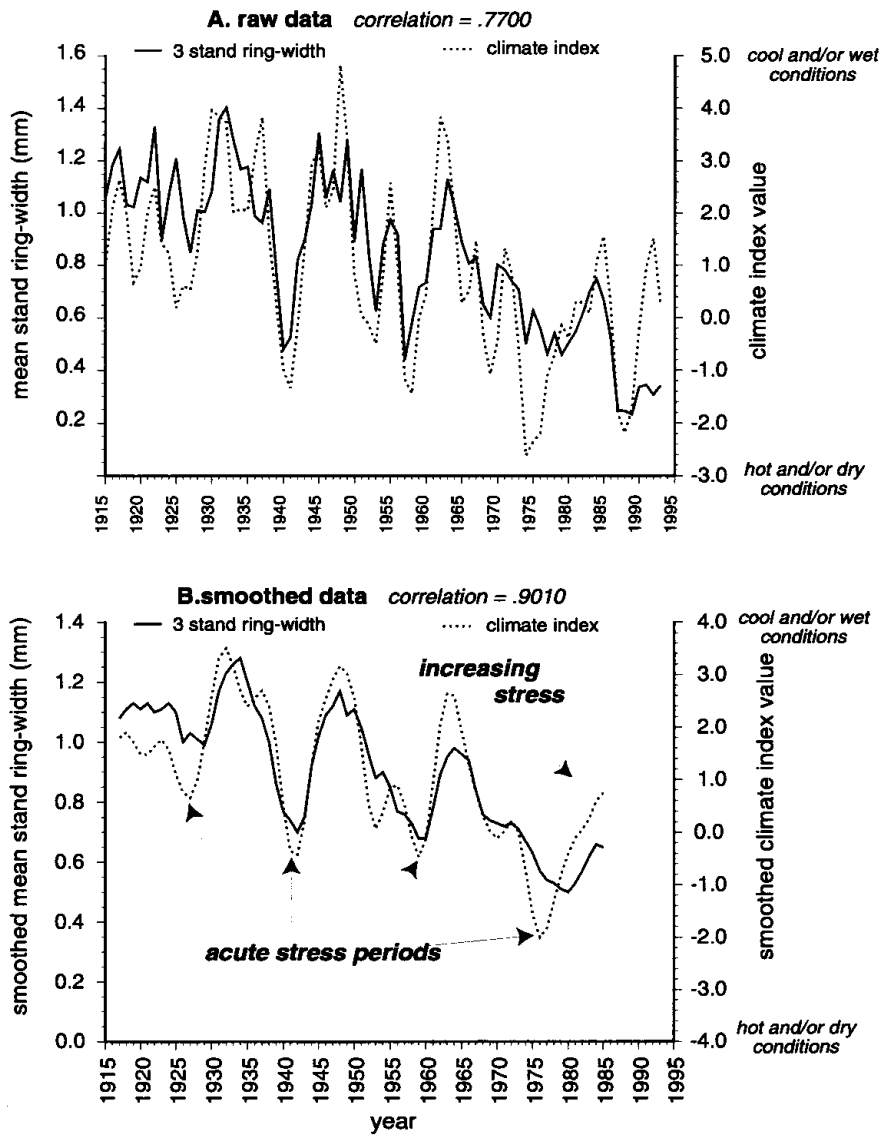 A. raw data correlation = .7700
3 stand ring-width climate index
mean stand ring-width (mm)
1.6
1.4
1.2
1.0
0.8
0.6
0.4
0.2
5.0
4.0
3.0
2.0
1.0
0.0
-1.0
-2.0
-3.0
climate index value
cool and/or wet
conditions
hot and/or dry
conditions
1915 1920 1925 1930 1935 1940 1945 1950 1955 1960 1965 1970 1975 1980 1985 1990 1995
B.smoothed data correlation = .9010
3 stand ring-width climate index
smoothed mean stand ring-width (mm)
1.4
1.2
1.0
0.8
0.6
0.4
0.2
0.0
increasing
stress
acute stress periods
4.0
3.0
2.0
1.0
0.0
-1.0
-2.0
-3.0
-4.0
smoothed climate index value
cool and/or wet
conditions
hot and/or dry
conditions
1915 1920 1925 1930 1935 1940 1945 1950 1955 1960 1965 1970 1975 1980 1985 1990 1995
year